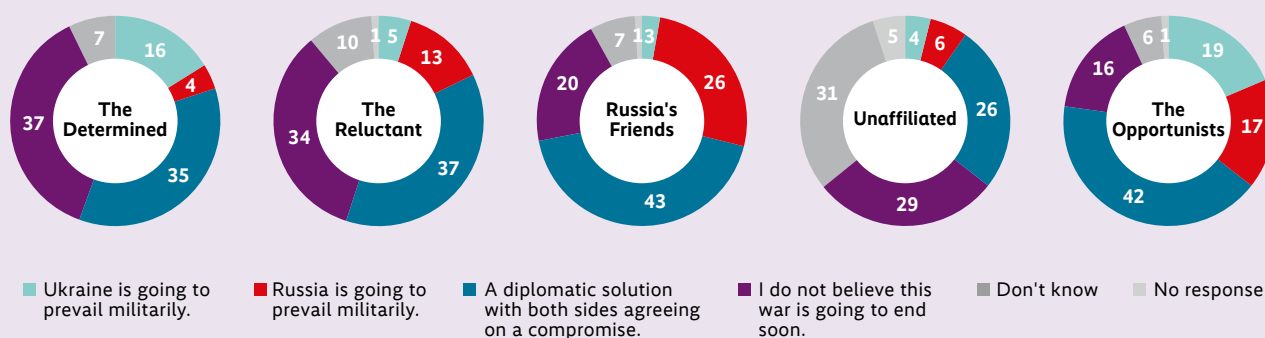 7
16
4
35
37
The
Determined
10
1
5
13
37
34
The
Reluctant
7
1
3
26
43
20
Russia's
Friends
5
4
6
26
29
31
Unaffiliated
6
1
19
17
42
16
The
Opportunists
Ukraine is going to
prevail militarily.
Russia is going to
prevail militarily.
A diplomatic solution
with both sides agreeing
on a compromise.
I do not believe this
war is going to end
soon.
Don't know
No response